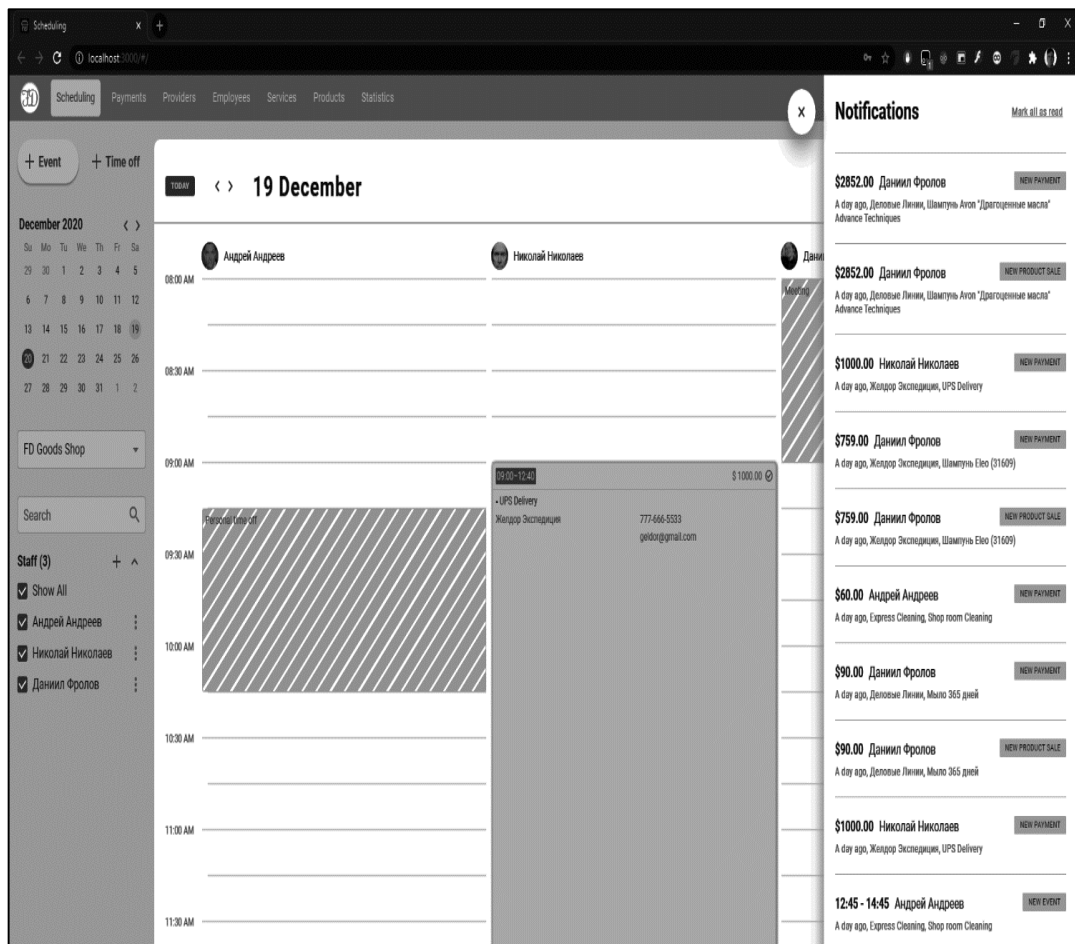 Scheduling
localhost:3000/#/
Scheduling Payments Providers Employees Services Products Statistics
+ Event + Time off
December 2020
Su Mo Tu We Th Fr Sa
29 30 1 2 3 4 5
6 7 8 9 10 11 12
13 14 15 16 17 18 19
20 21 22 23 24 25 26
27 28 29 30 31 1 2
FD Goods Shop
Search
Staff (3)
Show All
Андрей Андреев
Николай Николаев
Даниил Фролов
TODAY
19 December
Андрей Андреев
Николай Николаев
Дани
08:00 AM
Meeting
08:30 AM
09:00 AM
09:00–12:40 $ 1000.00
• UPS Delivery
Желдор Экспедиция 777-666-5533
geldor@gmail.com
Personal time off
09:30 AM
10:00 AM
10:30 AM
11:00 AM
11:30 AM
Notifications
Mark all as read
$2852.00 Даниил Фролов NEW PAYMENT
A day ago, Деловые Линии, Шампунь Avon "Драгоценные масла"
Advance Techniques
$2852.00 Даниил Фролов NEW PRODUCT SALE
A day ago, Деловые Линии, Шампунь Avon "Драгоценные масла"
Advance Techniques
$1000.00 Николай Николаев NEW PAYMENT
A day ago, Желдор Экспедиция, UPS Delivery
$759.00 Даниил Фролов NEW PAYMENT
A day ago, Желдор Экспедиция, Шампунь Eleo (31609)
$759.00 Даниил Фролов NEW PRODUCT SALE
A day ago, Желдор Экспедиция, Шампунь Eleo (31609)
$60.00 Андрей Андреев NEW PAYMENT
A day ago, Express Cleaning, Shop room Cleaning
$90.00 Даниил Фролов NEW PAYMENT
A day ago, Деловые Линии, Мыло 365 дней
$90.00 Даниил Фролов NEW PRODUCT SALE
A day ago, Деловые Линии, Мыло 365 дней
$1000.00 Николай Николаев NEW PAYMENT
A day ago, Желдор Экспедиция, UPS Delivery
12:45 - 14:45 Андрей Андреев NEW EVENT
A day ago, Express Cleaning, Shop room Cleaning